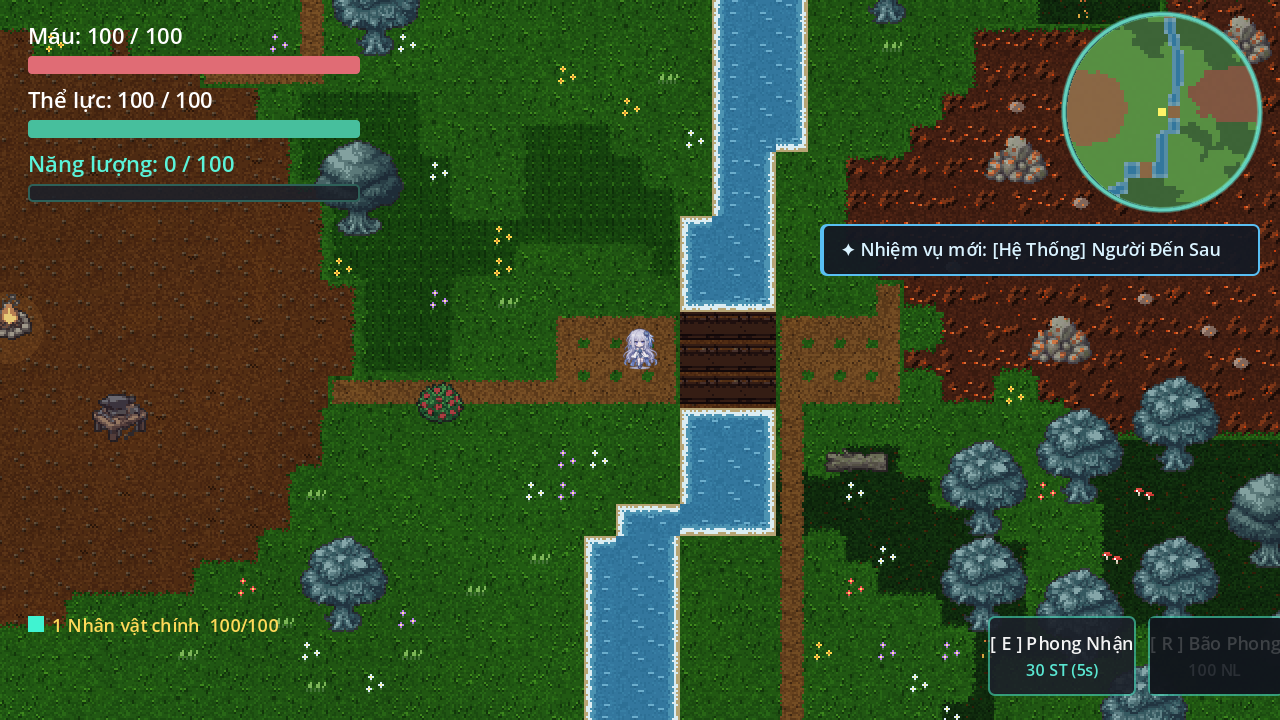 Máu: 100 / 100
Thể lực: 100 / 100
Năng lượng: 0 / 100
✦ Nhiệm vụ mới: [Hệ Thống] Người Đến Sau
1 Nhân vật chính 100/100
[ E ] Phong Nhận
30 ST (5s)
[ R ] Bão Phong
100 NL